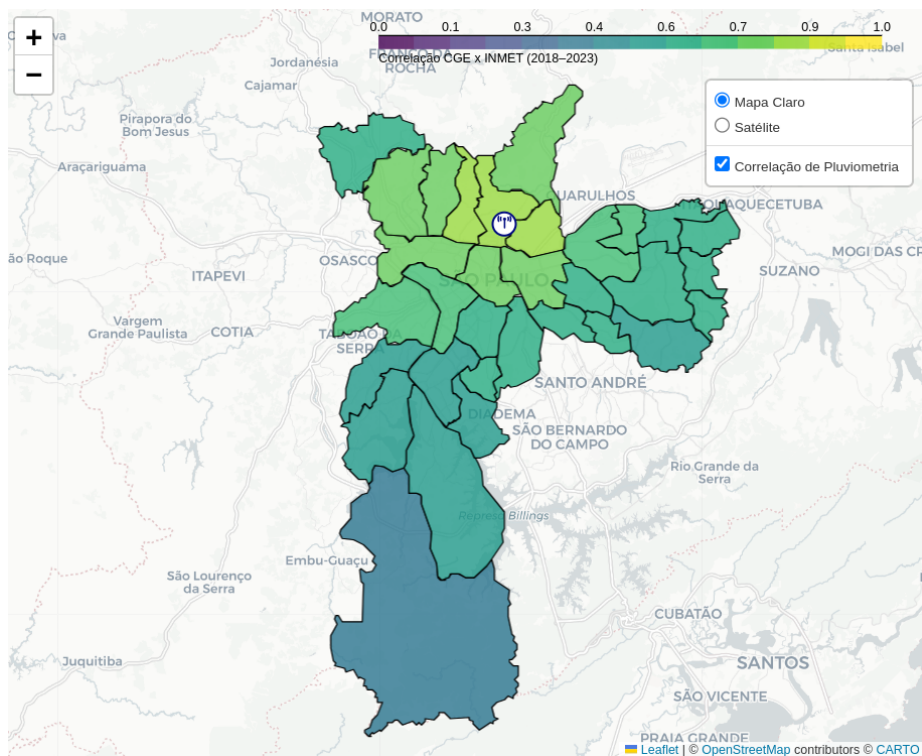 +
−
MORATO
0.0 0.1 0.3 0.4 0.6 0.7 0.9 1.0
FRANCO DA
ROCHA
Santa Isabel
Correlação CGE x INMET (2018–2023)
Jordanésia
Cajamar
Mapa Claro
Satélite
Correlação de Pluviometria
Pirapora do
Bom Jesus
Araçariguama
GUARULHOS
QUAQUECETUBA
MOGI DAS CR
ão Roque
OSASCO
ITAPEVI
SÃO PAULO
SUZANO
Vargem
Grande Paulista
COTIA
TABOÃO DA
SERRA
SANTO ANDRÉ
DIADEMA
SÃO BERNARDO
DO CAMPO
Rio Grande da
Serra
Represa Billings
Embu-Guaçu
São Lourenço
da Serra
CUBATÃO
Juquitiba
SANTOS
SÃO VICENTE
PRAIA GRANDE
Leaflet | © OpenStreetMap contributors © CARTO